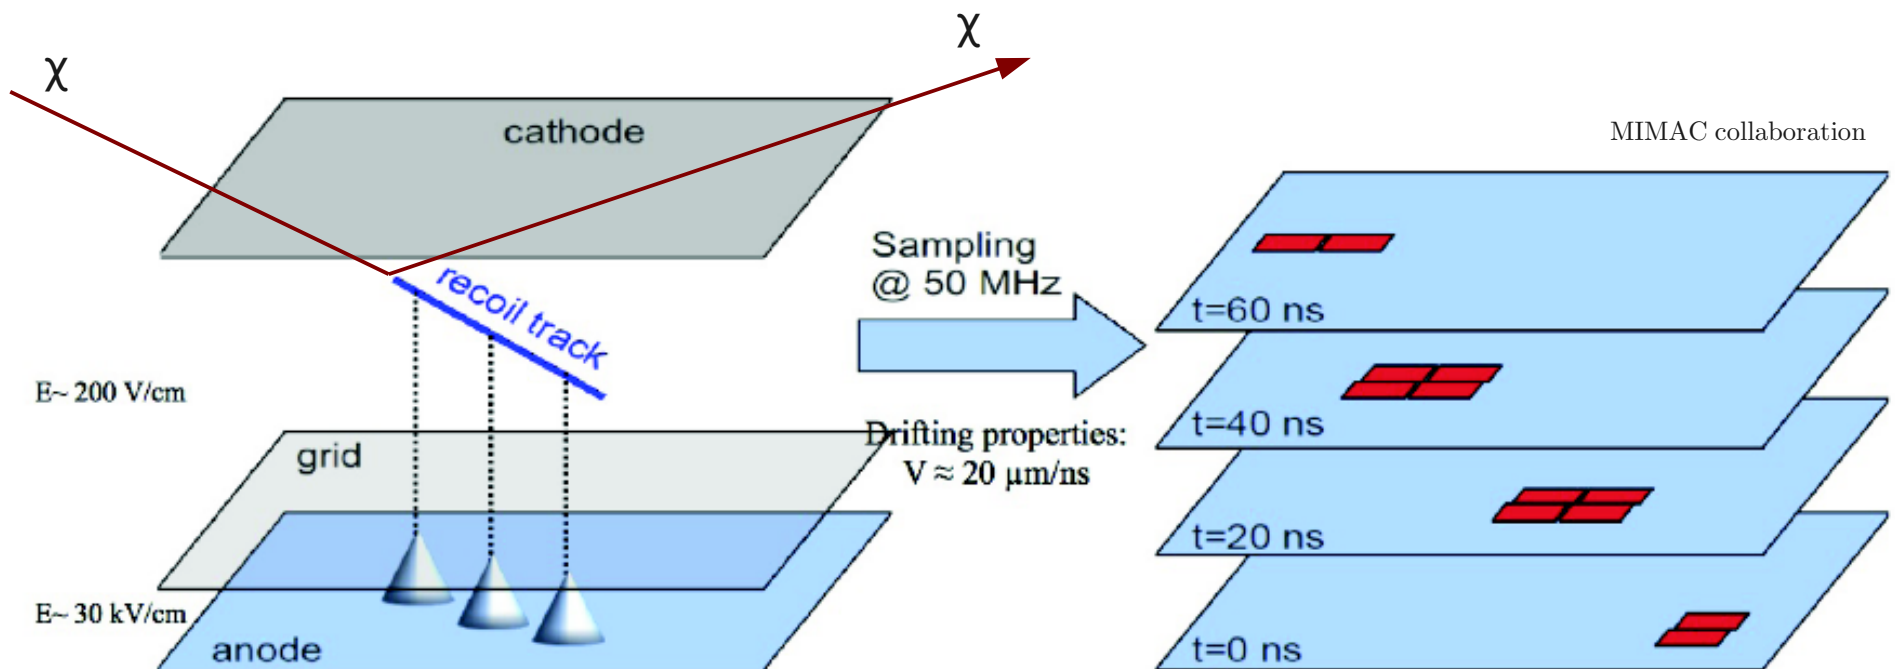 χ
χ
cathode
MIMAC collaboration
recoil track
Sampling
@ 50 MHz
t=60 ns
E~ 200 V/cm
t=40 ns
Drifting properties:
V ≈ 20 µm/ns
grid
t=20 ns
E~ 30 kV/cm
anode
t=0 ns